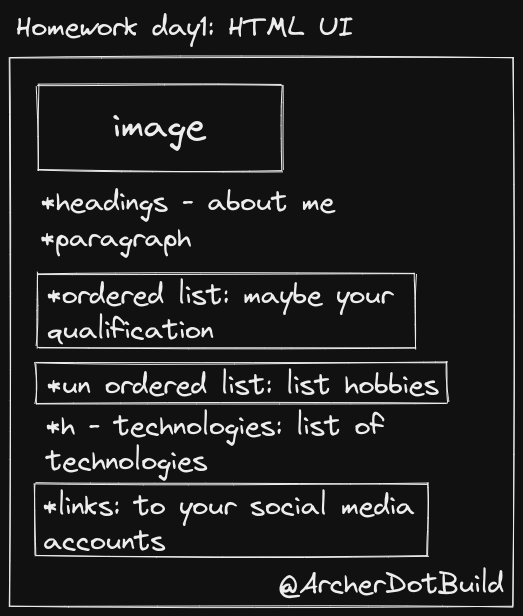 Homework day1: HTML UI
image
*headings - about me
*paragraph
*ordered list: maybe your
qualification
*un ordered list: list hobbies
*h - technologies: list of
technologies
*links: to your social media
accounts
@ArcherDotBuild